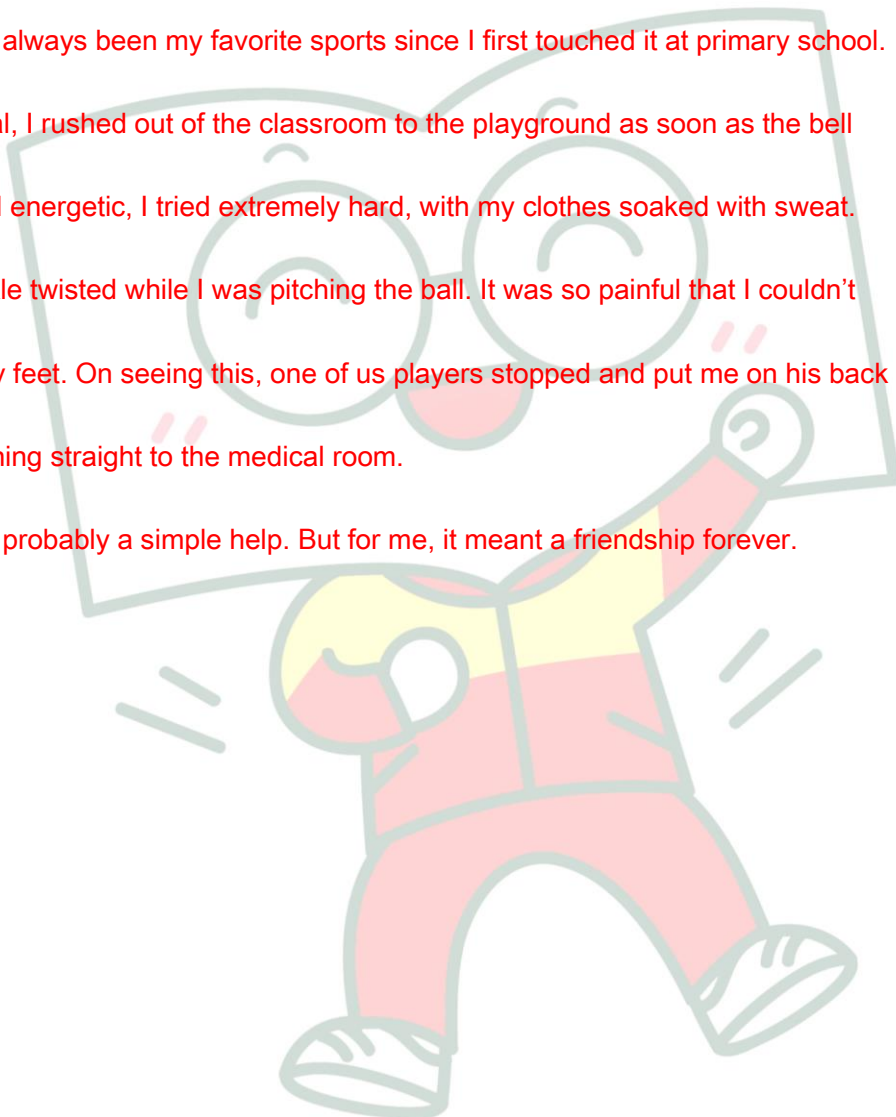 always been my favorite sports since I first touched it at primary school.
al, I rushed out of the classroom to the playground as soon as the bell
energetic, I tried extremely hard, with my clothes soaked with sweat.
le twisted while I was pitching the ball. It was so painful that I couldn’t
y feet. On seeing this, one of us players stopped and put me on his back
ning straight to the medical room.
probably a simple help. But for me, it meant a friendship forever.